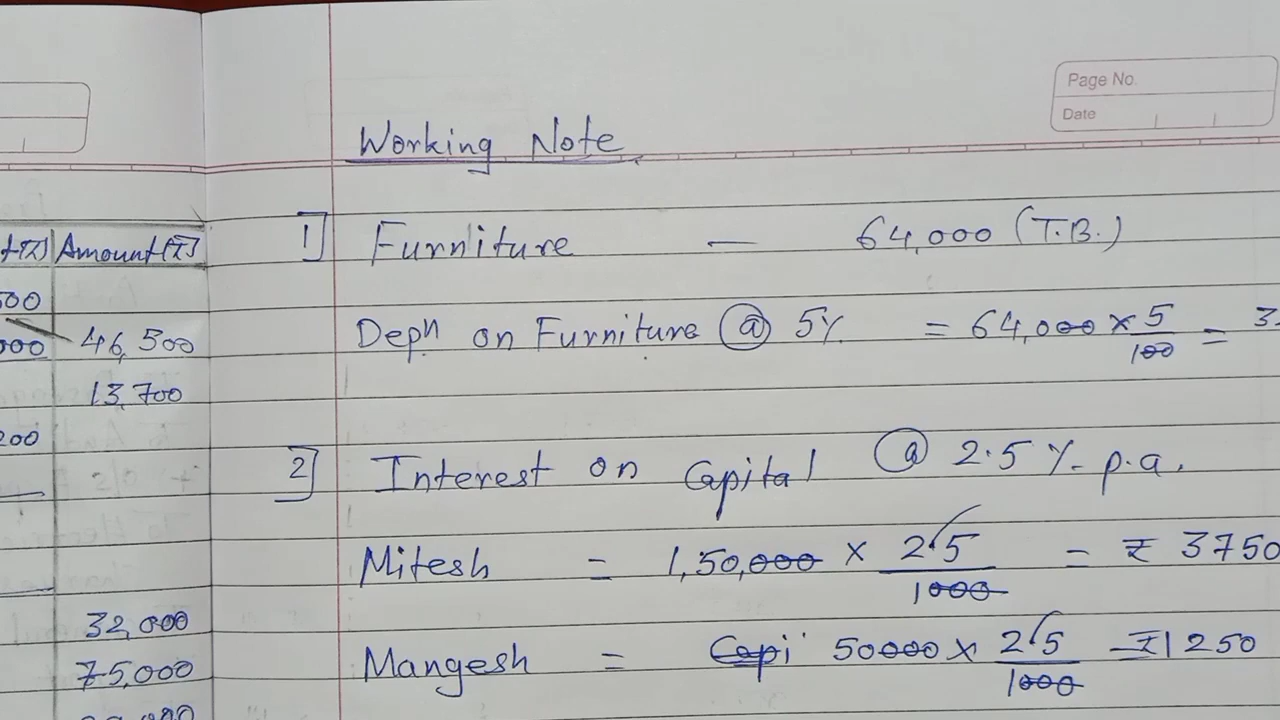 Page No.
Date
Working Note
Amount(₹)
1] Furniture — 64,000 (T.B.)
500
Depⁿ on Furniture @ 5% = 64,000 × 5/100 = 3
000 46,500
13,700
200
2] Interest on Capital @ 2.5 % p.a.
Mitesh = 1,50,000 × 2.5/1000 = ₹ 3750
32,000
Mangesh = Capi 50000 × 2.5/1000 = ₹1250
75,000